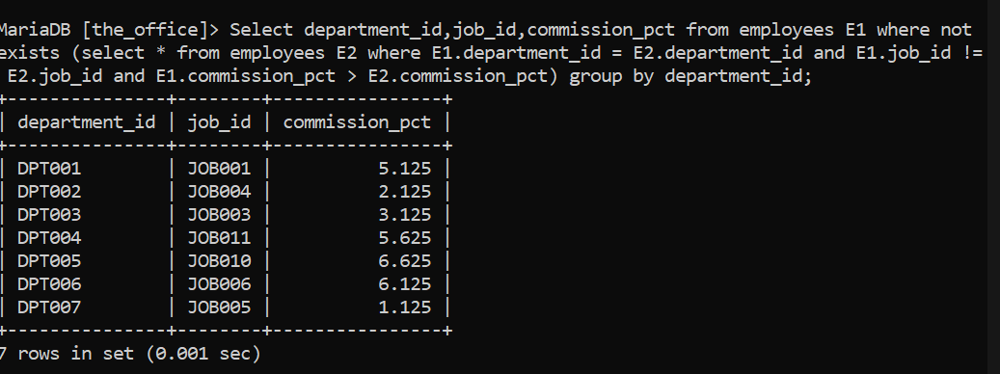 MariaDB [the_office]> Select department_id,job_id,commission_pct from employees E1 where not
exists (select * from employees E2 where E1.department_id = E2.department_id and E1.job_id !=
E2.job_id and E1.commission_pct > E2.commission_pct) group by department_id;
+---------------+--------+----------------+
| department_id | job_id | commission_pct |
+---------------+--------+----------------+
| DPT001        | JOB001 |          5.125 |
| DPT002        | JOB004 |          2.125 |
| DPT003        | JOB003 |          3.125 |
| DPT004        | JOB011 |          5.625 |
| DPT005        | JOB010 |          6.625 |
| DPT006        | JOB006 |          6.125 |
| DPT007        | JOB005 |          1.125 |
+---------------+--------+----------------+
7 rows in set (0.001 sec)